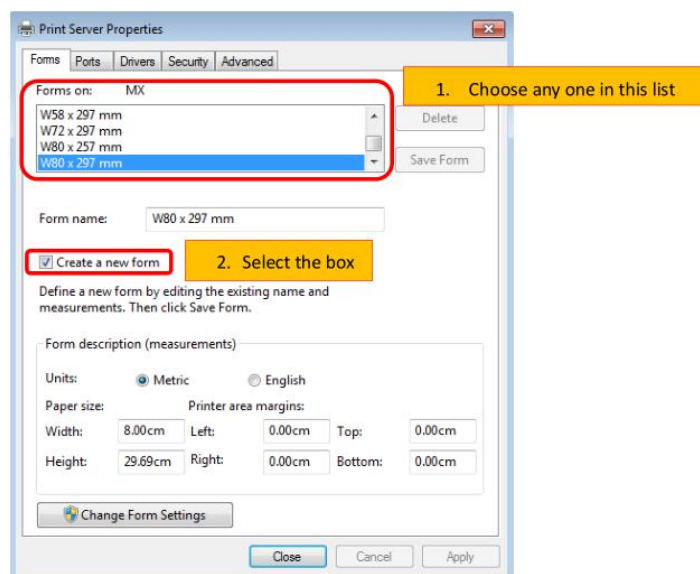 Print Server Properties
Forms Ports Drivers Security Advanced
Forms on: MX
1. Choose any one in this list
W58 x 297 mm
W72 x 297 mm
W80 x 257 mm
W80 x 297 mm
Delete
Save Form
Form name: W80 x 297 mm
Create a new form
2. Select the box
Define a new form by editing the existing name and
measurements. Then click Save Form.
Form description (measurements)
Units: Metric English
Paper size: Printer area margins:
Width: 8.00cm Left: 0.00cm Top: 0.00cm
Height: 29.69cm Right: 0.00cm Bottom: 0.00cm
Change Form Settings
Close Cancel Apply